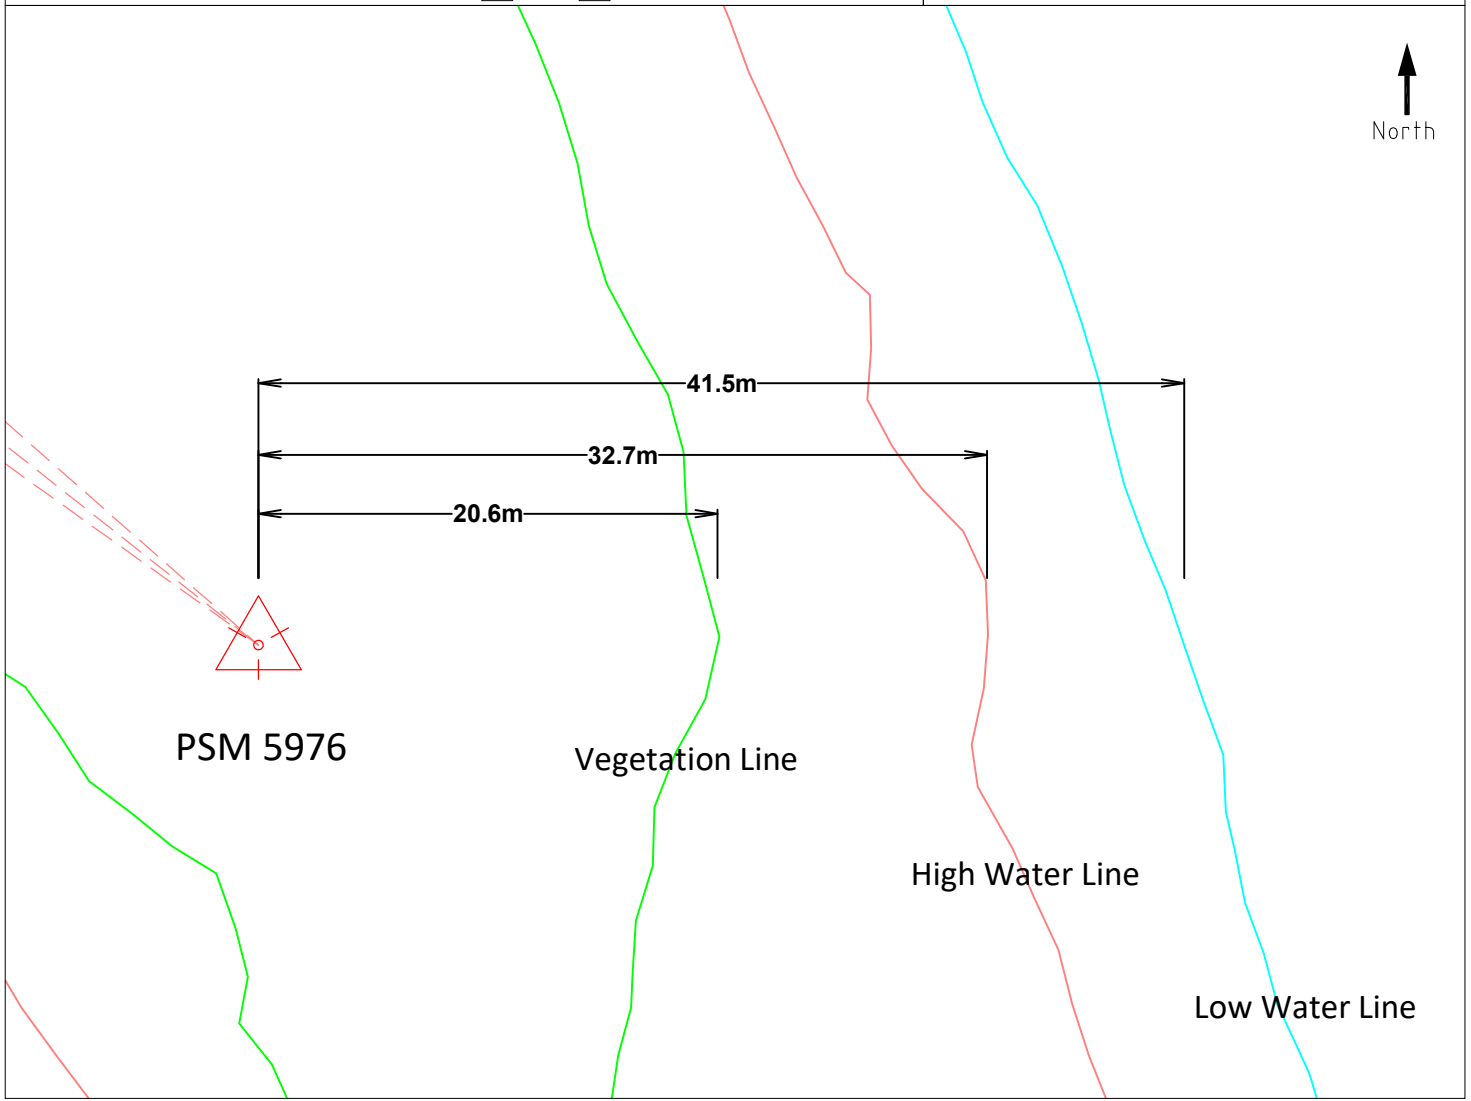 North
41.5m
32.7m
20.6m
PSM 5976
Vegetation Line
High Water Line
Low Water Line